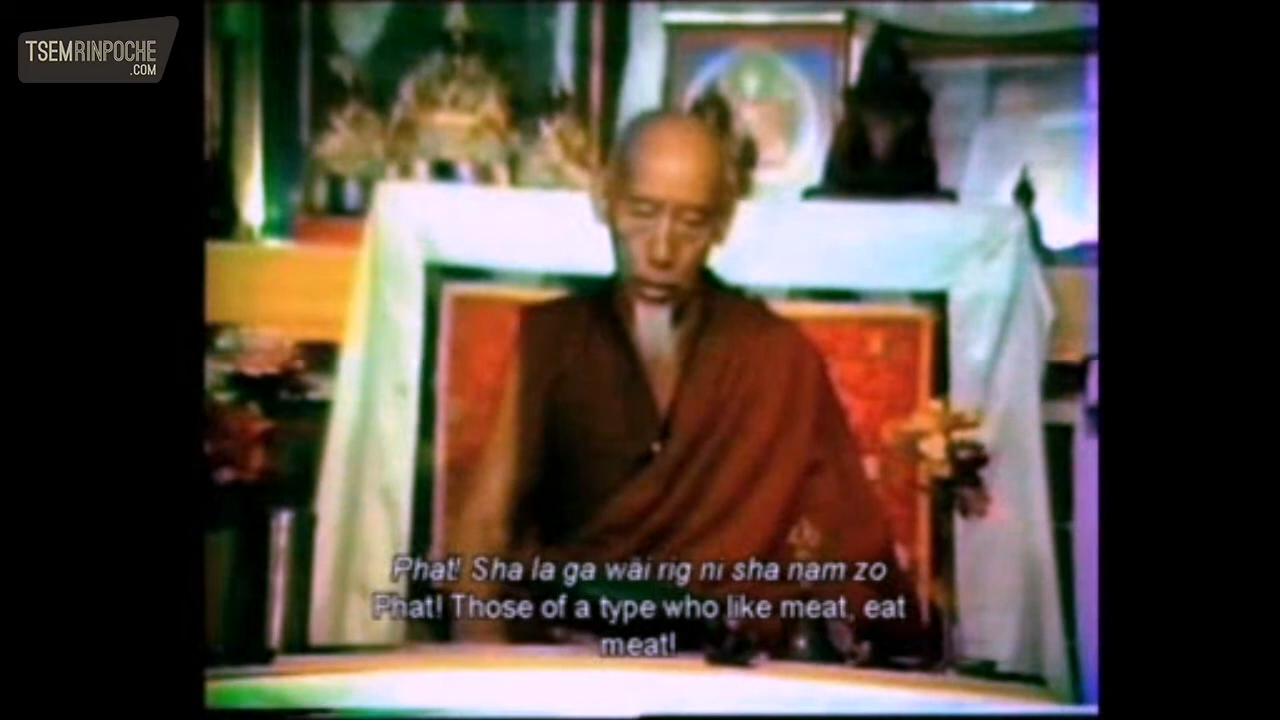 TSEMRINPOCHE
.COM
Phat! Sha la ga wäi rig ni sha nam zo
Phat! Those of a type who like meat, eat
meat!